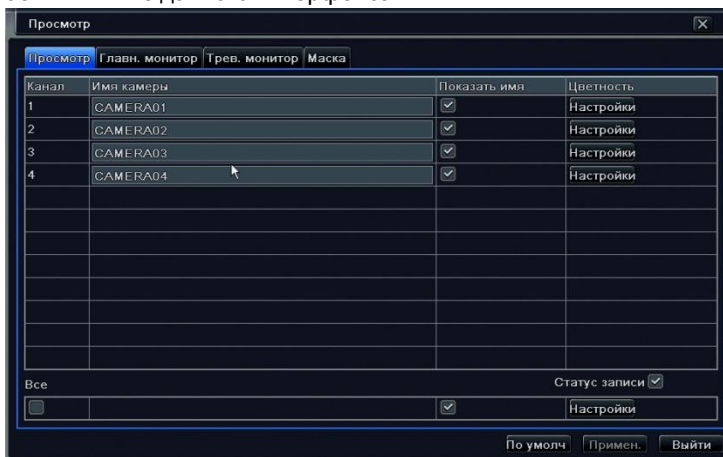 Просмотр
Просмотр Главн. монитор Трев. монитор Маска
Канал Имя камеры Показать имя Цветность
1 CAMERA01 Настройки
2 CAMERA02 Настройки
3 CAMERA03 Настройки
4 CAMERA04 Настройки
Все Статус записи
Настройки
По умолч Примен. Выйти